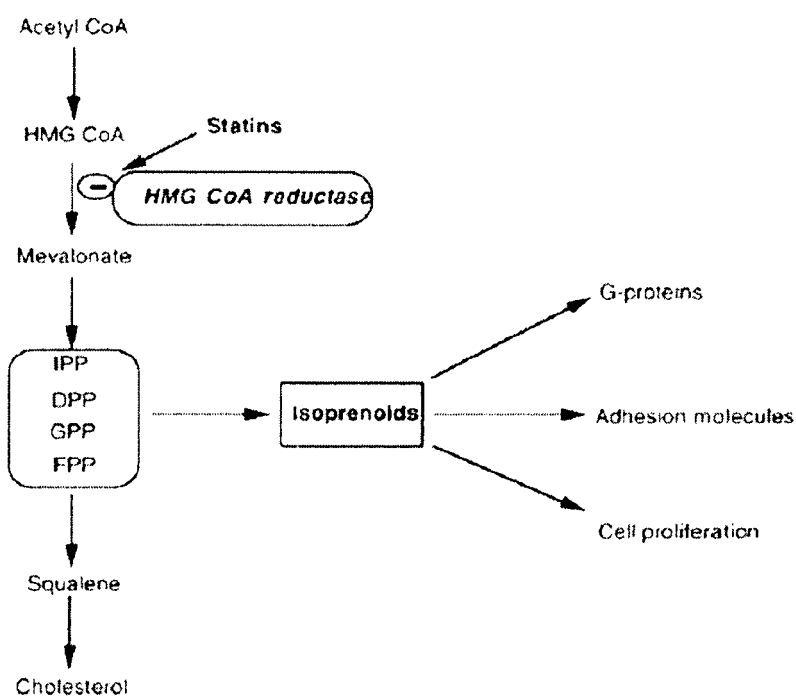 Acetyl CoA
HMG CoA
Statins
−
HMG CoA reductase
Mevalonate
G-proteins
IPP
DPP
GPP
FPP
Isoprenoids
Adhesion molecules
Cell proliferation
Squalene
Cholesterol